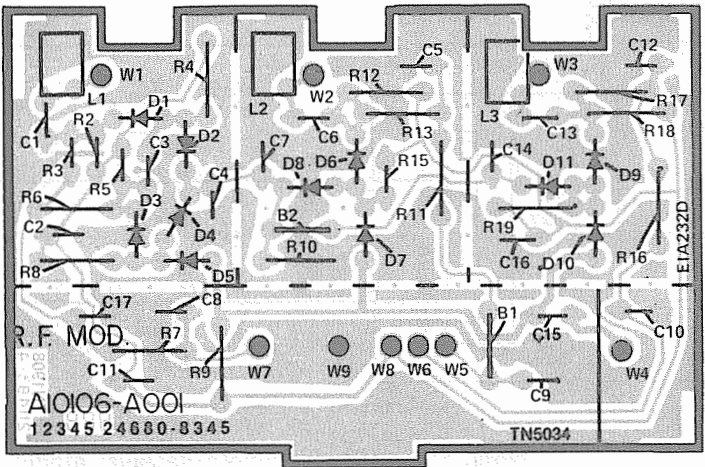 C5 C12
R4 W1 W2 R12 W3
L1 L2 L3 R17
D1 R2 C1 D2 C3 C6 R13 C13 R18
C7 D6 C14 D11
R3 R5 D8 R15 D9
C4
R6 D3 R11
C2 D4 B2 R19
R10 D7 C16 D10 R16
R8 D5
EIA232D
C17 C8 B1 C15 C10
R.F. MOD. R7
C11 R9 W7 W9 W8 W6 W5 W4
C9
A10106-A001
12345 24680-8345 TN5034